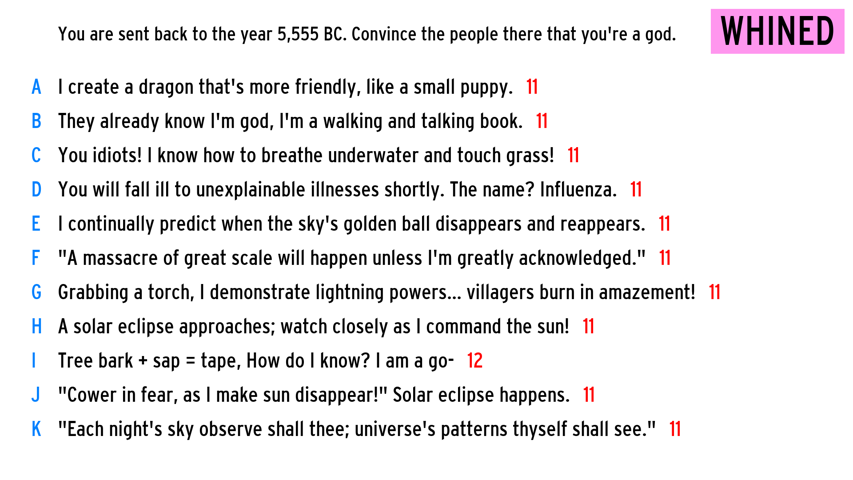 You are sent back to the year 5,555 BC. Convince the people there that you're a god.
WHINED
A I create a dragon that's more friendly, like a small puppy. 11
B They already know I'm god, I'm a walking and talking book. 11
C You idiots! I know how to breathe underwater and touch grass! 11
D You will fall ill to unexplainable illnesses shortly. The name? Influenza. 11
E I continually predict when the sky's golden ball disappears and reappears. 11
F "A massacre of great scale will happen unless I'm greatly acknowledged." 11
G Grabbing a torch, I demonstrate lightning powers... villagers burn in amazement! 11
H A solar eclipse approaches; watch closely as I command the sun! 11
I Tree bark + sap = tape, How do I know? I am a go- 12
J "Cower in fear, as I make sun disappear!" Solar eclipse happens. 11
K "Each night's sky observe shall thee; universe's patterns thyself shall see." 11